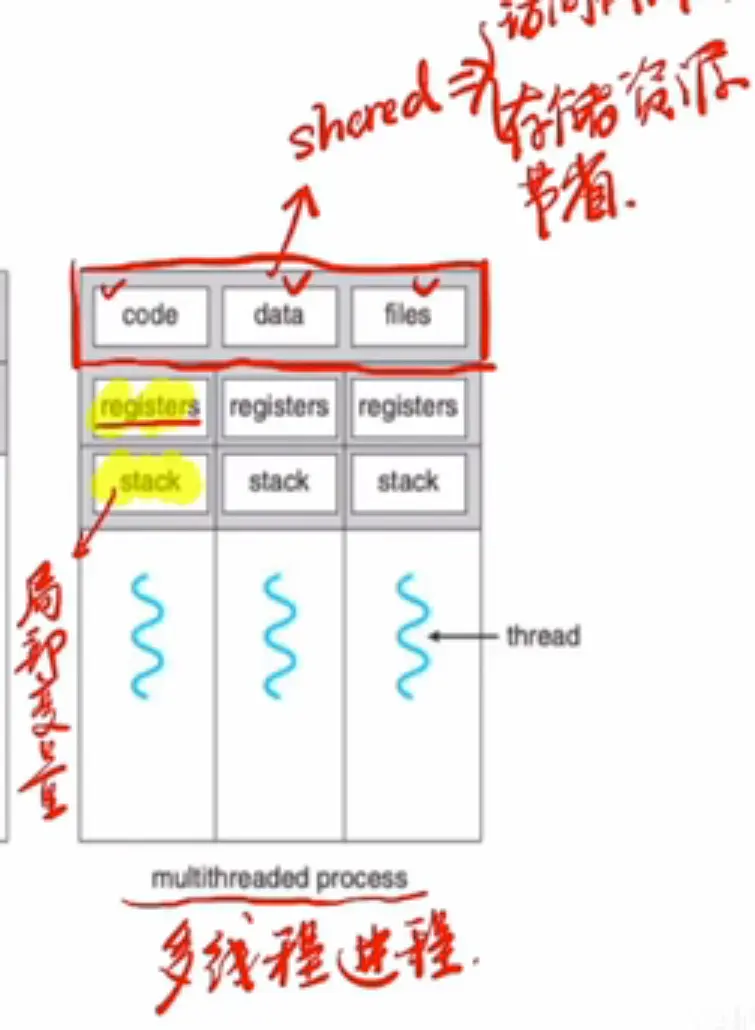 shared ⇒
存储资源
节省.
code data files
registers registers registers
stack stack stack
局部变量
thread
multithreaded process
多线程进程.